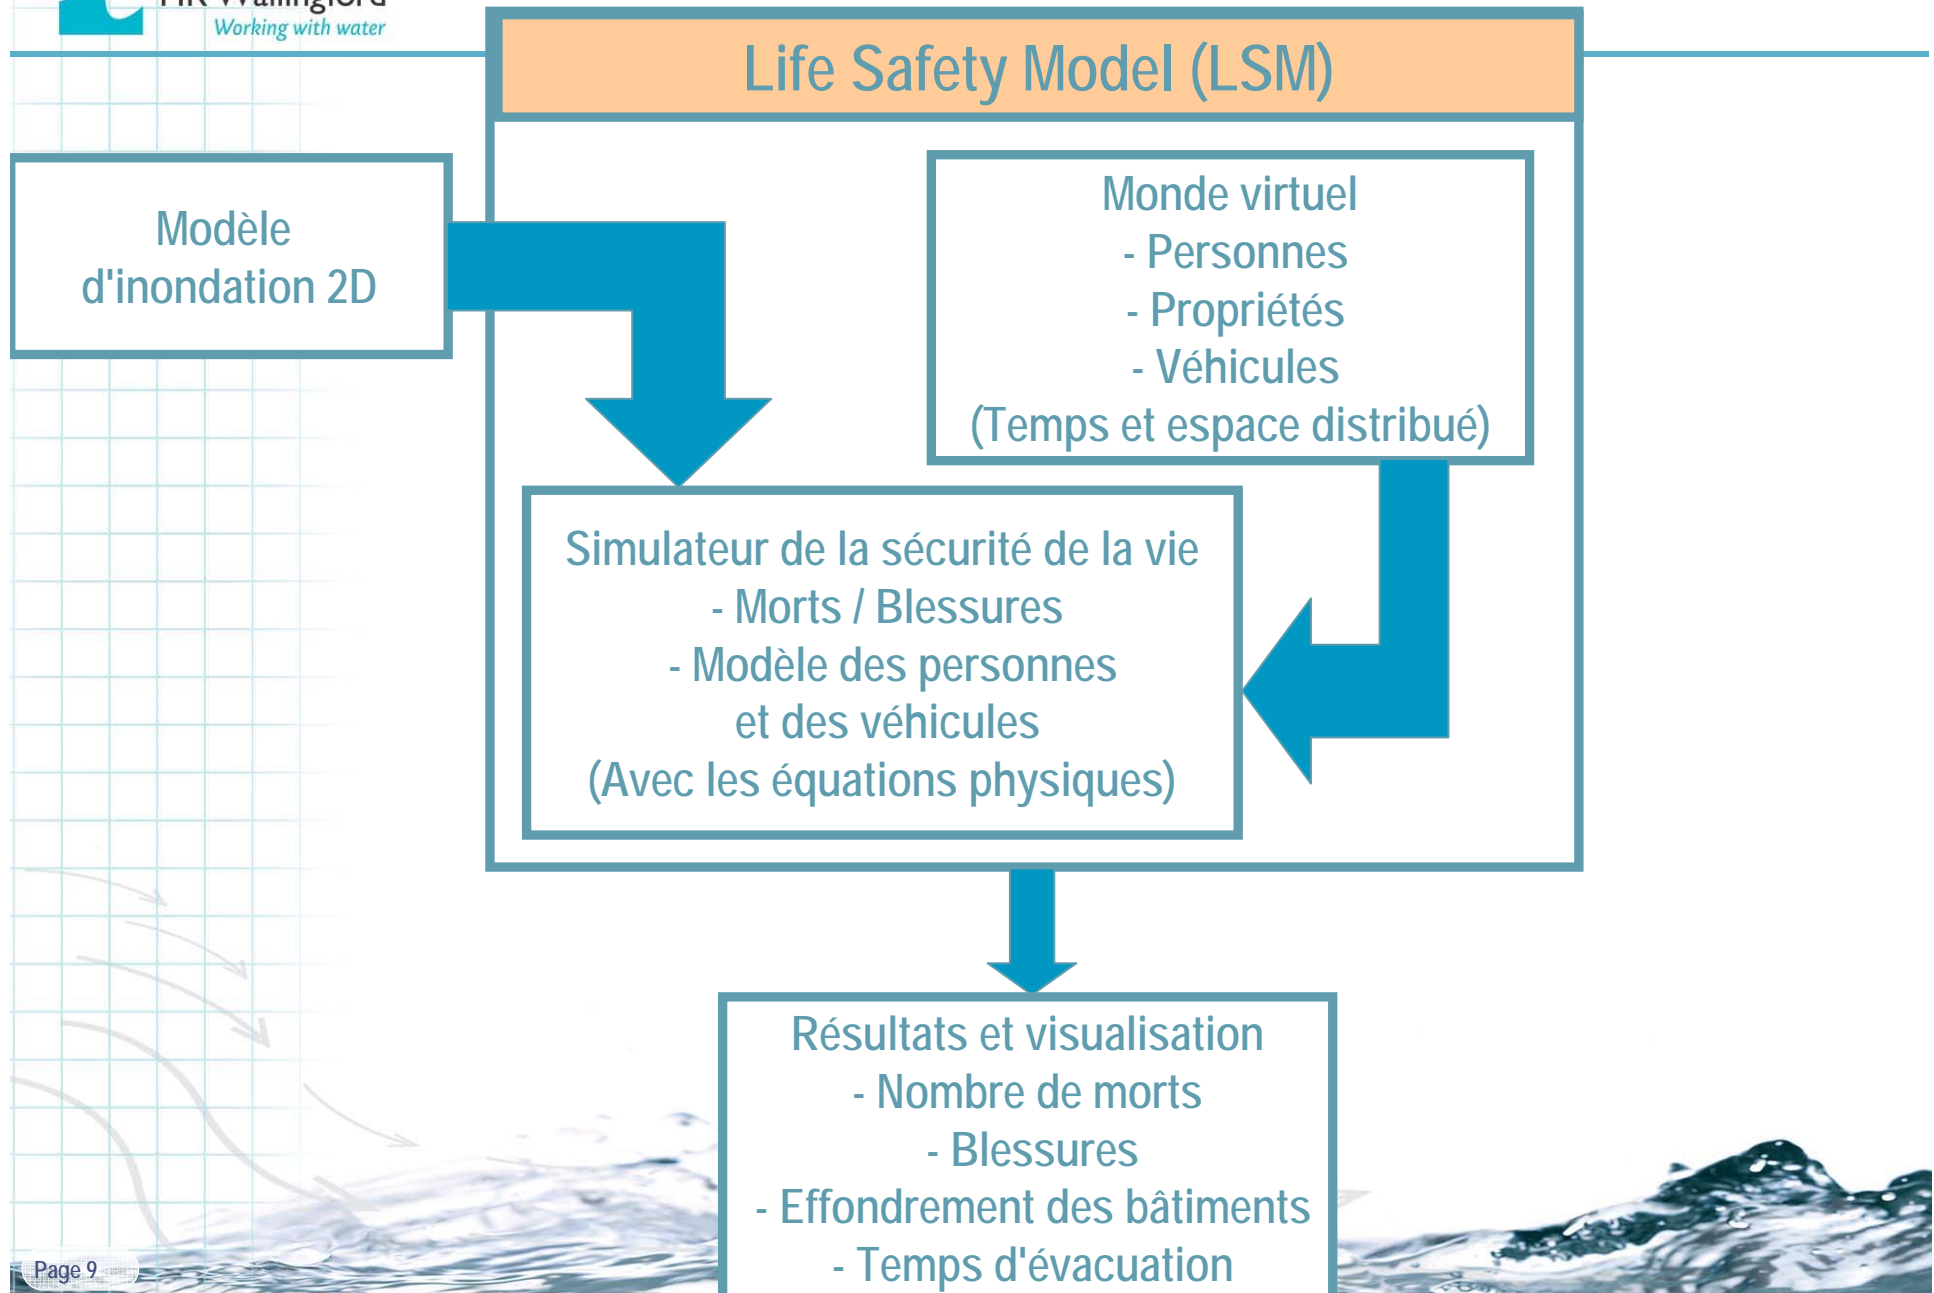 HR Wallingford
Working with water
Life Safety Model (LSM)
Modèle
d'inondation 2D
Monde virtuel
- Personnes
- Propriétés
- Véhicules
(Temps et espace distribué)
Simulateur de la sécurité de la vie
- Morts / Blessures
- Modèle des personnes
et des véhicules
(Avec les équations physiques)
Résultats et visualisation
- Nombre de morts
- Blessures
- Effondrement des bâtiments
- Temps d'évacuation
Page 9